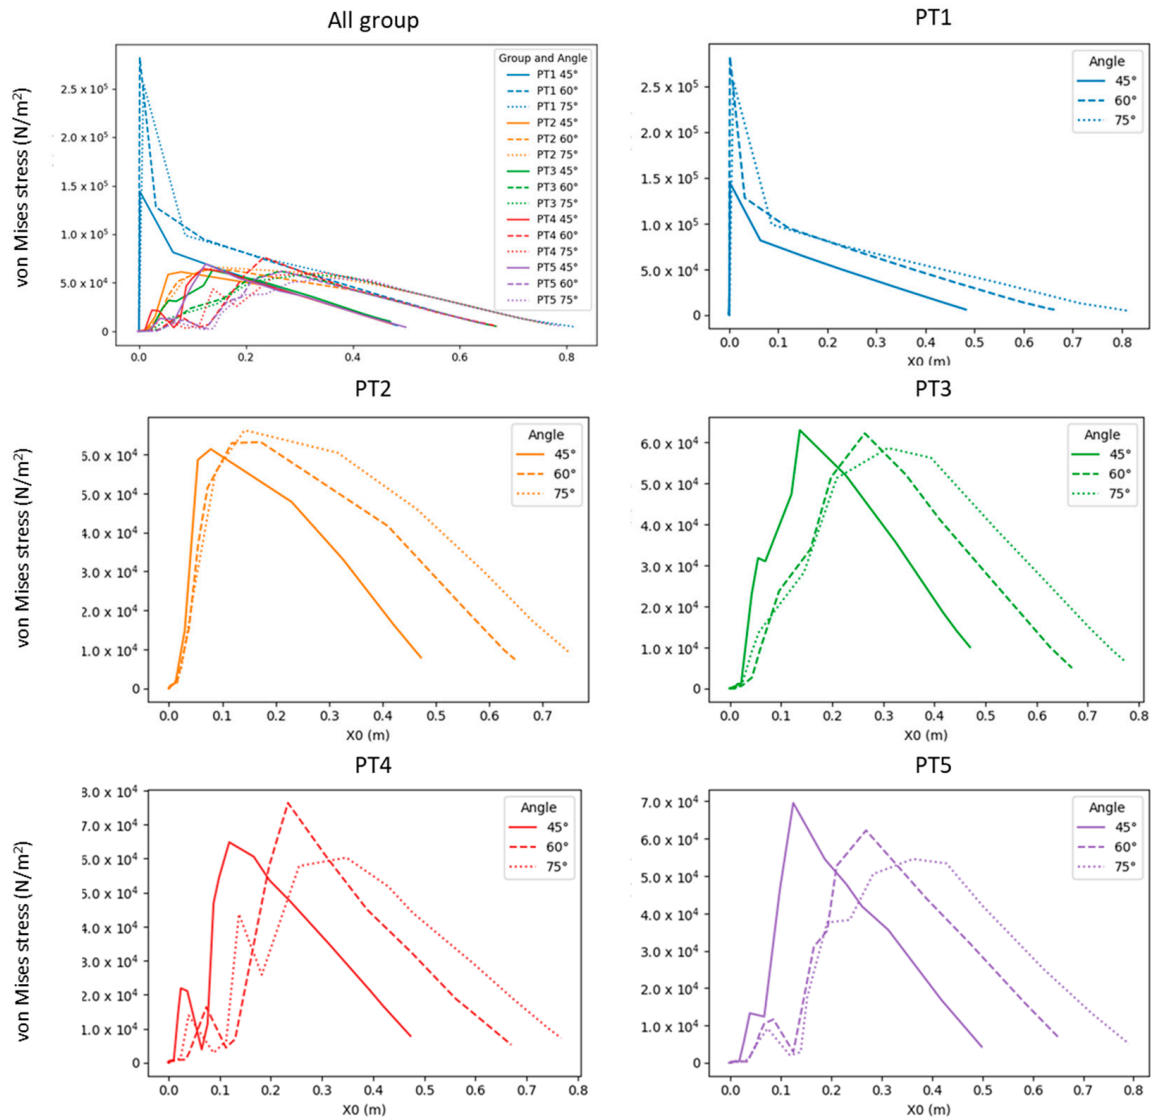 All group
von Mises stress (N/m²)
2.5 x 10⁵
2.0 x 10⁵
1.5 x 10⁵
1.0 x 10⁵
5.0 x 10⁴
0
0.0 0.2 0.4 0.6 0.8
Group and Angle
PT1 45°
PT1 60°
PT1 75°
PT2 45°
PT2 60°
PT2 75°
PT3 45°
PT3 60°
PT3 75°
PT4 45°
PT4 60°
PT4 75°
PT5 45°
PT5 60°
PT5 75°
PT1
2.5 x 10⁵
2.0 x 10⁵
1.5 x 10⁵
1.0 x 10⁵
5.0 x 10⁴
0
0.0 0.1 0.2 0.3 0.4 0.5 0.6 0.7 0.8
X0 (m)
Angle
45°
60°
75°
PT2
von Mises stress (N/m²)
5.0 x 10⁴
5.0 x 10⁴
4.0 x 10⁴
3.0 x 10⁴
2.0 x 10⁴
1.0 x 10⁴
0
0.0 0.1 0.2 0.3 0.4 0.5 0.6 0.7
X0 (m)
Angle
45°
60°
75°
PT3
6.0 x 10⁴
5.0 x 10⁴
4.0 x 10⁴
3.0 x 10⁴
2.0 x 10⁴
1.0 x 10⁴
0
0.0 0.1 0.2 0.3 0.4 0.5 0.6 0.7 0.8
X0 (m)
Angle
45°
60°
75°
PT4
von Mises stress (N/m²)
3.0 x 10⁴
7.0 x 10⁴
6.0 x 10⁴
5.0 x 10⁴
4.0 x 10⁴
3.0 x 10⁴
2.0 x 10⁴
1.0 x 10⁴
0
0.0 0.1 0.2 0.3 0.4 0.5 0.6 0.7 0.8
X0 (m)
Angle
45°
60°
75°
PT5
7.0 x 10⁴
6.0 x 10⁴
5.0 x 10⁴
4.0 x 10⁴
3.0 x 10⁴
2.0 x 10⁴
1.0 x 10⁴
0
0.0 0.1 0.2 0.3 0.4 0.5 0.6 0.7 0.8
X0 (m)
Angle
45°
60°
75°